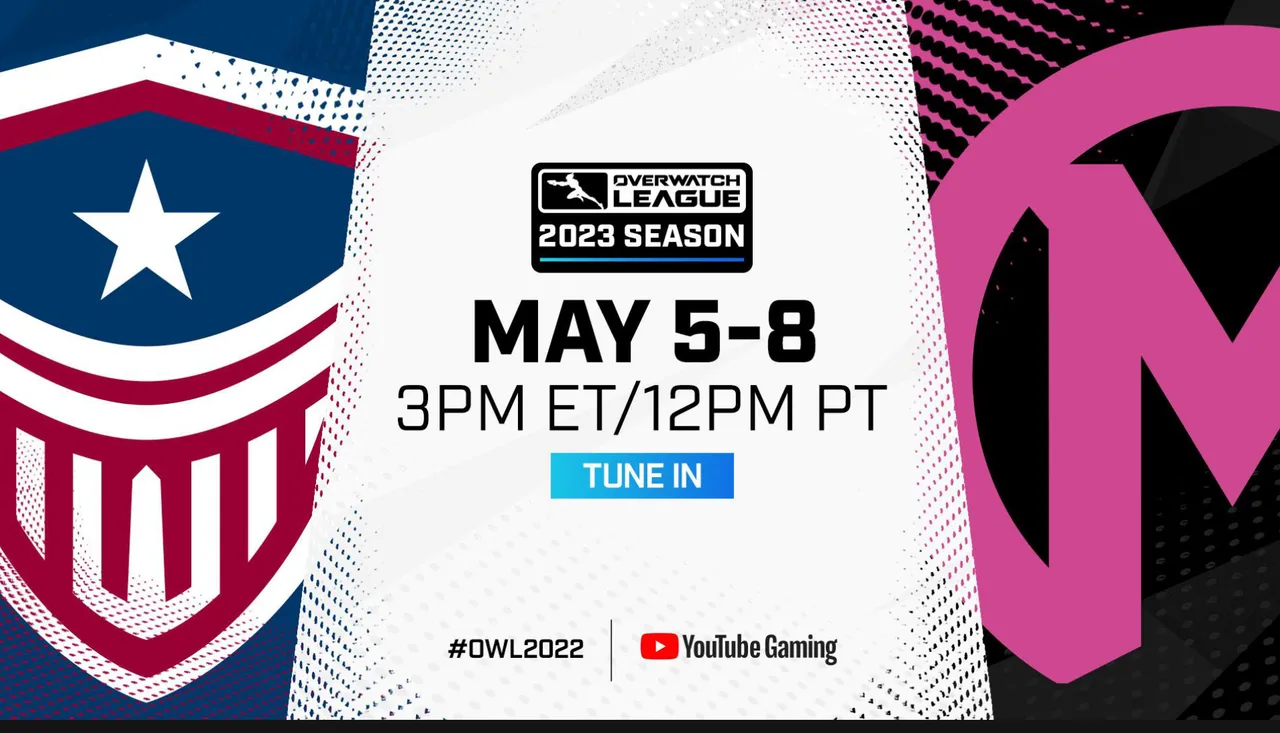 OVERWATCH
LEAGUE
2023 SEASON
MAY 5-8
3PM ET/12PM PT
TUNE IN
#OWL2022
YouTube Gaming